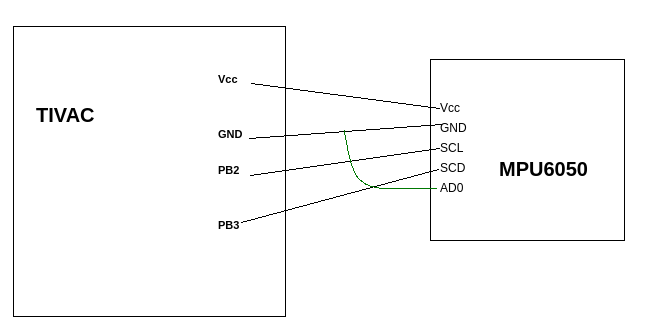 Vcc
TIVAC
GND
PB2
PB3
Vcc
GND
SCL
SCD
MPU6050
AD0